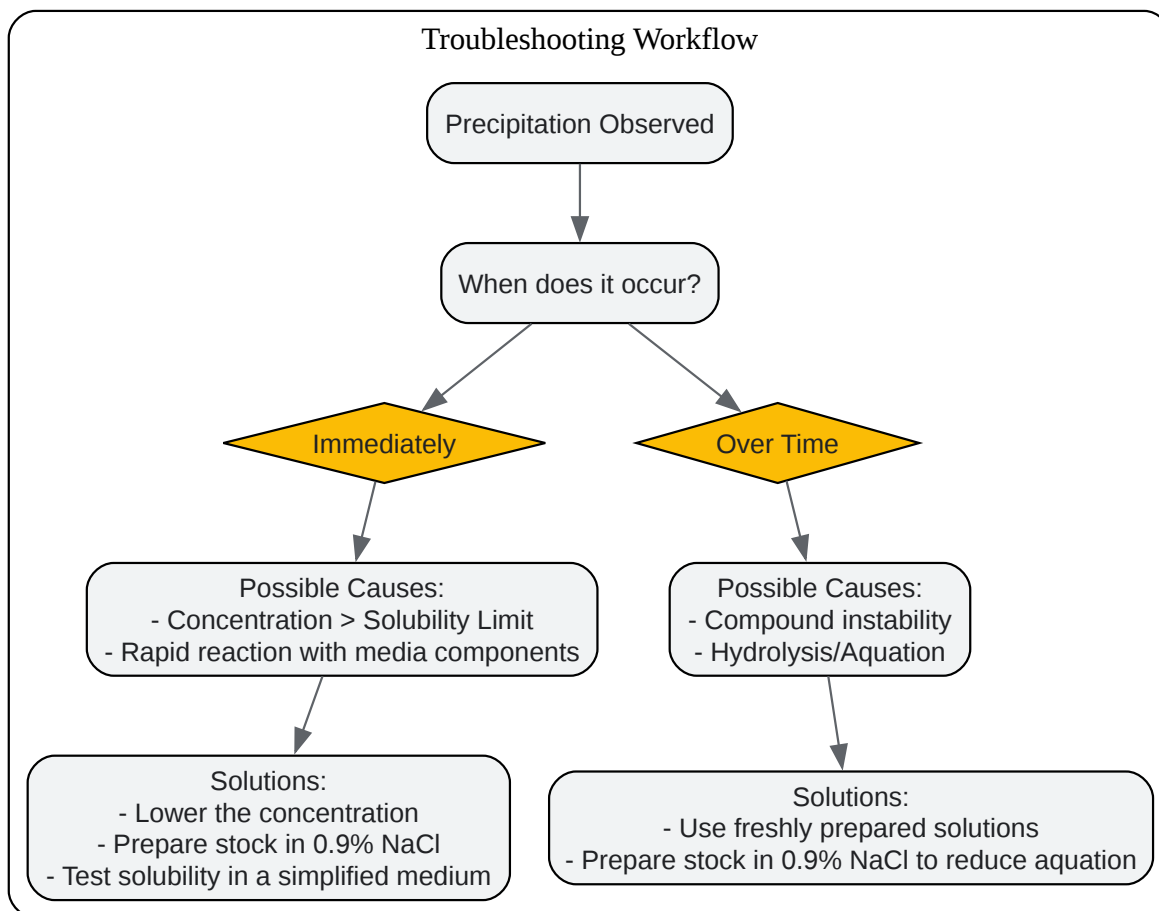 Troubleshooting Workflow
Precipitation Observed
When does it occur?
Immediately
Over Time
Possible Causes:
- Concentration > Solubility Limit
- Rapid reaction with media components
Possible Causes:
- Compound instability
- Hydrolysis/Aquation
Solutions:
- Lower the concentration
- Prepare stock in 0.9% NaCl
- Test solubility in a simplified medium
Solutions:
- Use freshly prepared solutions
- Prepare stock in 0.9% NaCl to reduce aquation